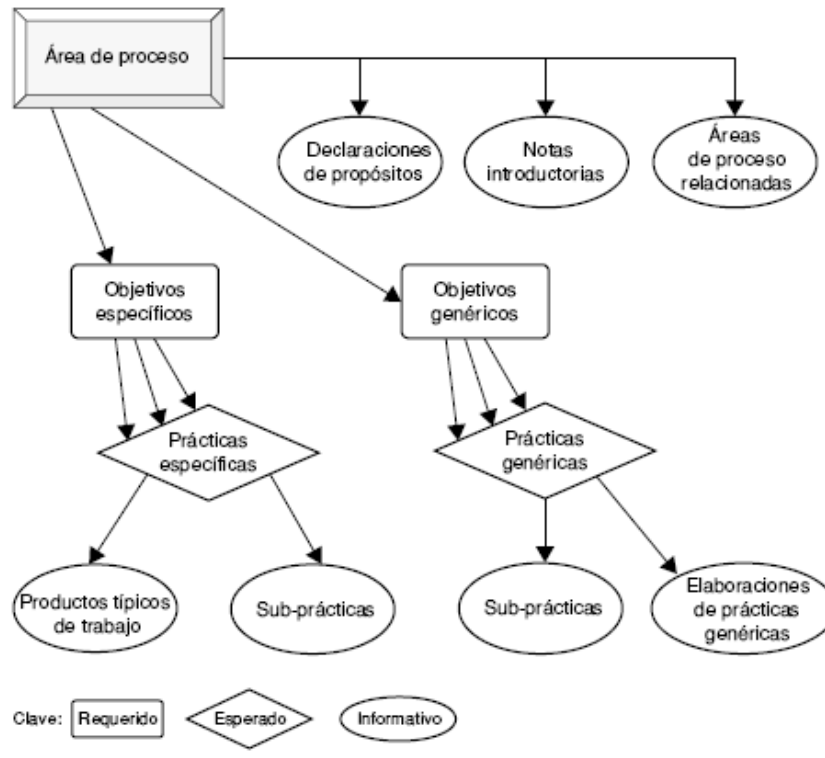 Área de proceso
Declaraciones
de propósitos
Notas
introductorias
Áreas
de proceso
relacionadas
Objetivos
específicos
Objetivos
genéricos
Prácticas
específicas
Prácticas
genéricas
Productos típicos
de trabajo
Sub-prácticas
Sub-prácticas
Elaboraciones
de prácticas
genéricas
Clave: Requerido Esperado Informativo